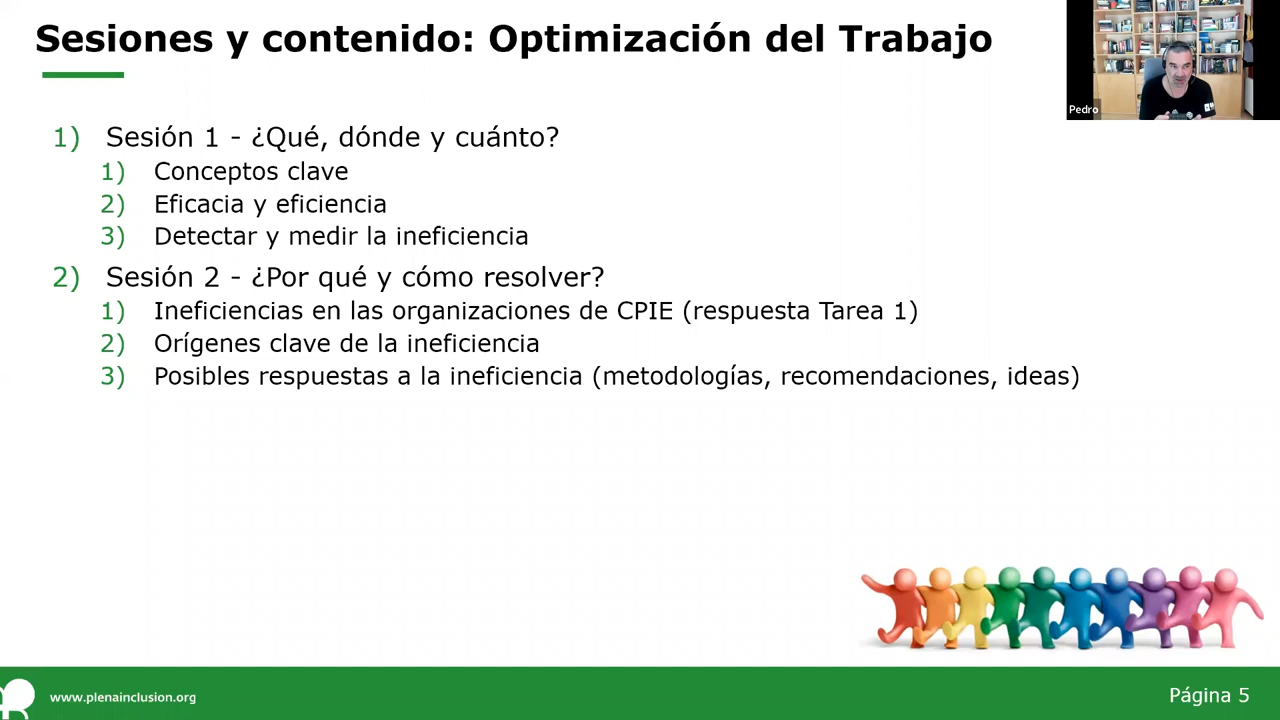 Sesiones y contenido: Optimización del Trabajo
Pedro
1) Sesión 1 - ¿Qué, dónde y cuánto?
1) Conceptos clave
2) Eficacia y eficiencia
3) Detectar y medir la ineficiencia
2) Sesión 2 - ¿Por qué y cómo resolver?
1) Ineficiencias en las organizaciones de CPIE (respuesta Tarea 1)
2) Orígenes clave de la ineficiencia
3) Posibles respuestas a la ineficiencia (metodologías, recomendaciones, ideas)
www.plenainclusion.org
Página 5